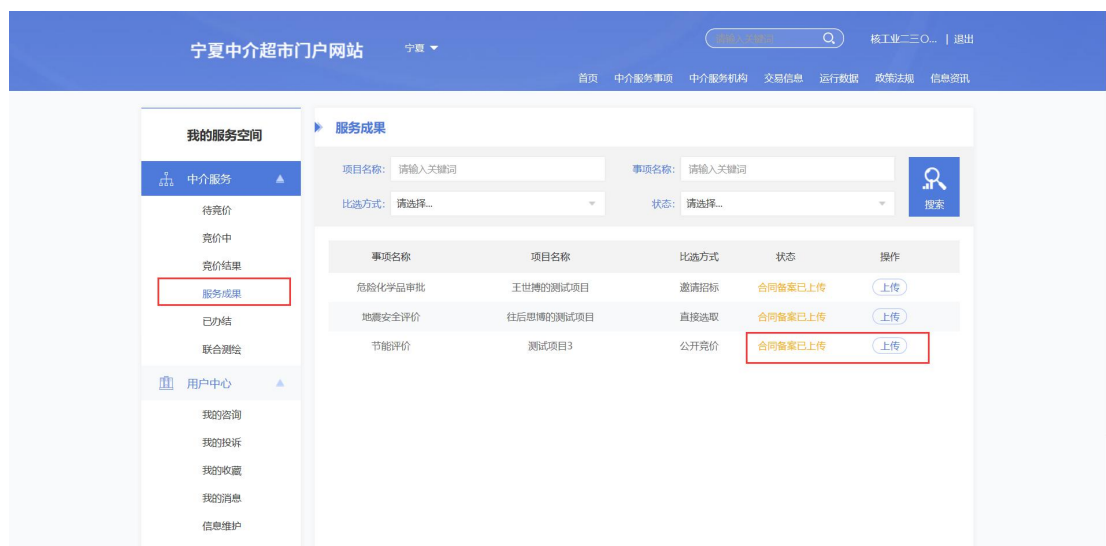 宁夏中介超市门户网站 宁夏 请输入关键词 核工业二三〇... | 退出
首页 中介服务事项 中介服务机构 交易信息 运行数据 政策法规 信息资讯
我的服务空间
中介服务
待竞价
竞价中
竞价结果
服务成果
已办结
联合测绘
用户中心
我的咨询
我的投诉
我的收藏
我的消息
信息维护
服务成果
项目名称: 请输入关键词 事项名称: 请输入关键词
比选方式: 请选择... 状态: 请选择... 搜索
事项名称 项目名称 比选方式 状态 操作
危险化学品审批 王世博的测试项目 邀请招标 合同备案已上传 上传
地震安全评价 往后思博的测试项目 直接选取 合同备案已上传 上传
节能评价 测试项目3 公开竞价 合同备案已上传 上传